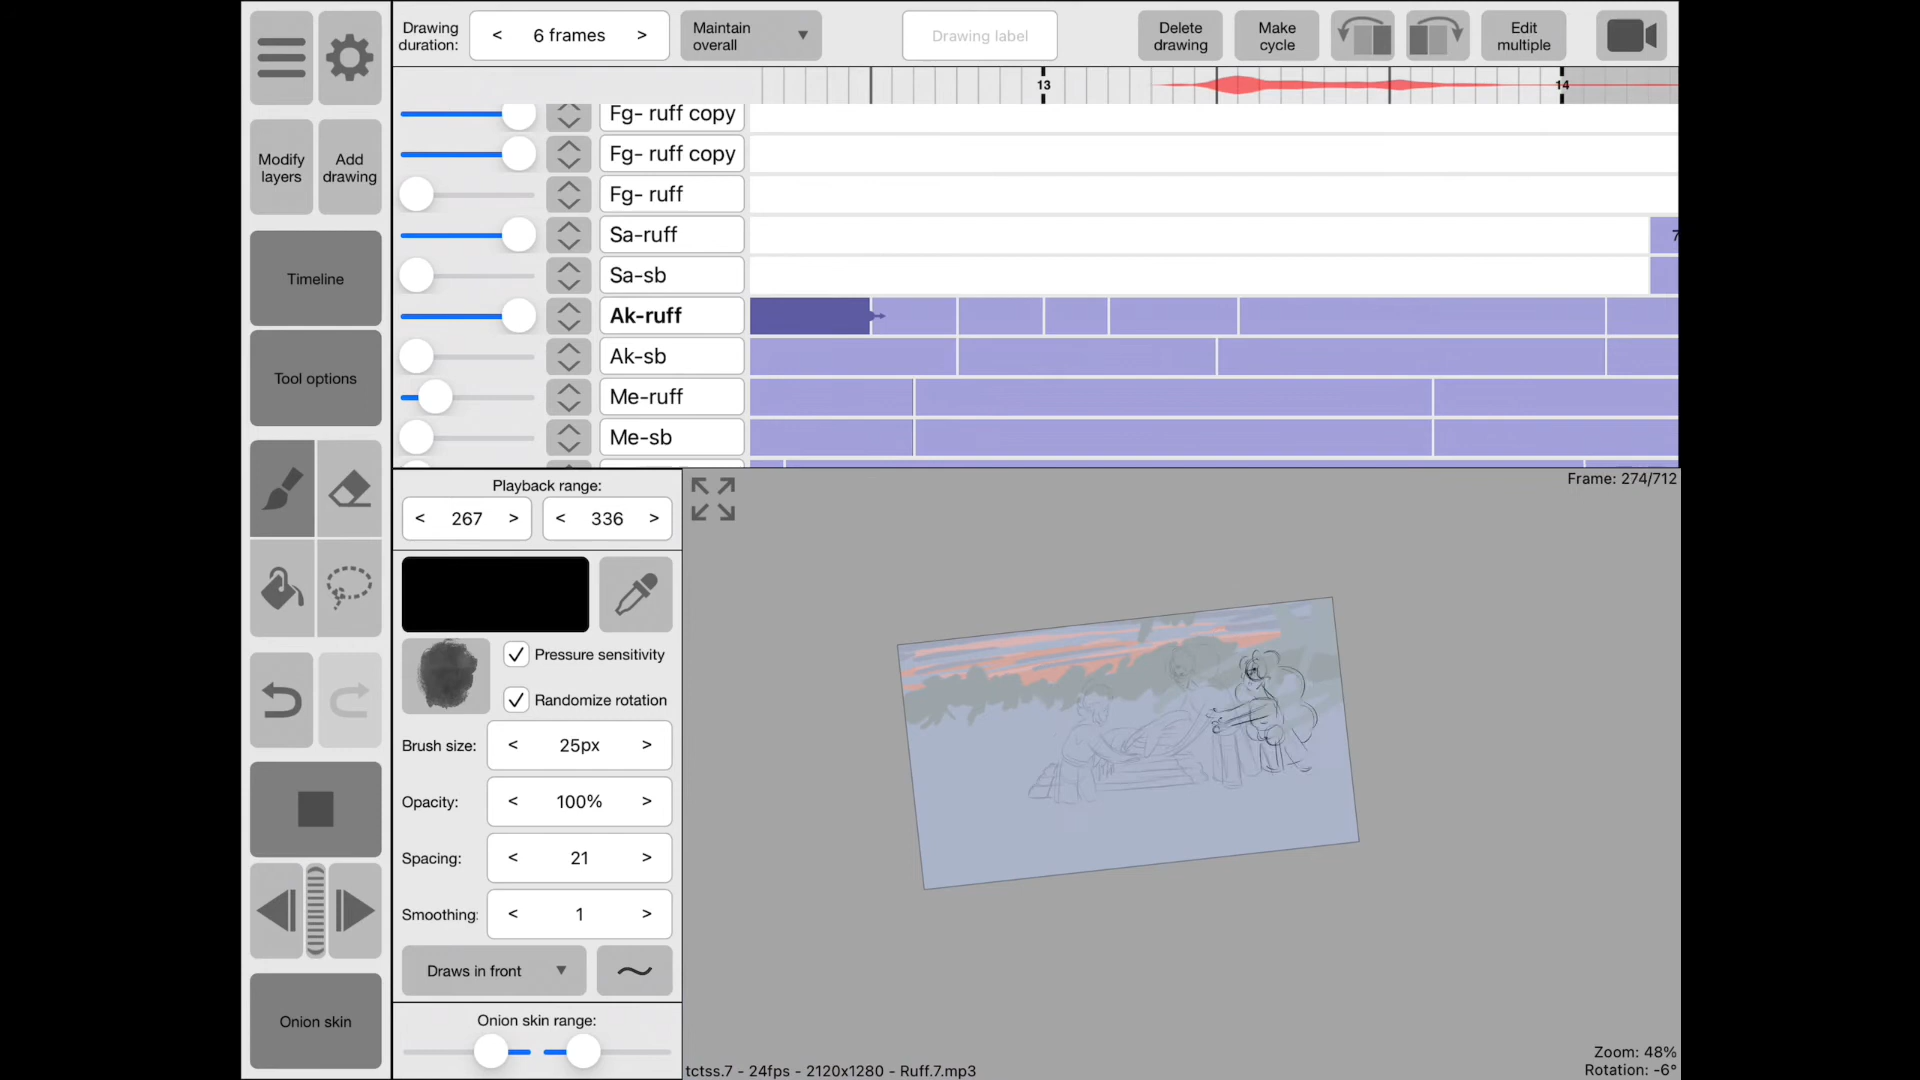 Drawing
duration:
< 6 frames >
Maintain
overall
Drawing label
Delete
drawing
Make
cycle
Edit
multiple
13
14
Modify
layers
Add
drawing
Timeline
Tool options
Onion skin
Fg- ruff copy
Fg- ruff copy
Fg- ruff
Sa-ruff
7
Sa-sb
Ak-ruff
Ak-sb
Me-ruff
Me-sb
Playback range:
< 267 >
< 336 >
Pressure sensitivity
Randomize rotation
Brush size: < 25px >
Opacity: < 100% >
Spacing: < 21 >
Smoothing: < 1 >
Draws in front
Onion skin range:
Frame: 274/712
tctss.7 - 24fps - 2120x1280 - Ruff.7.mp3
Zoom: 48%
Rotation: -6°